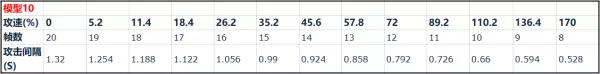 模型10
攻速(%) 0 5.2 11.4 18.4 26.2 35.2 45.6 57.8 72 89.2 110.2 136.4 170
帧数 20 19 18 17 16 15 14 13 12 11 10 9 8
攻击间隔
(S) 1.32 1.254 1.188 1.122 1.056 0.99 0.924 0.858 0.792 0.726 0.66 0.594 0.528